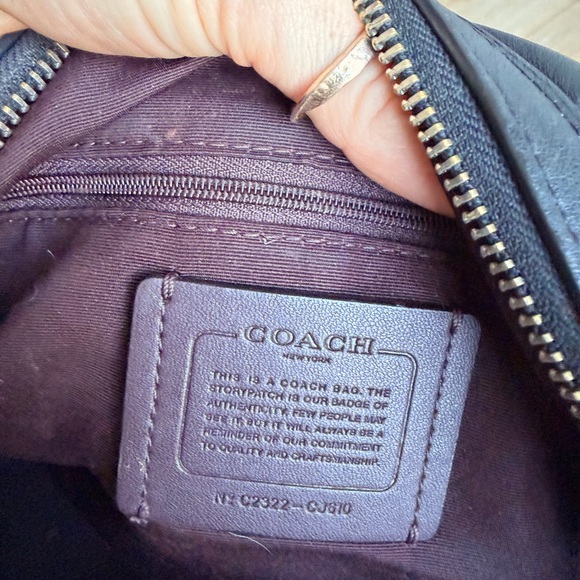 COACH
NEW YORK
THIS IS A COACH BAG. THE
STORYPATCH IS OUR BADGE OF
AUTHENTICITY. FEW PEOPLE MAY
SEE IT, BUT IT WILL ALWAYS BE A
REMINDER OF OUR COMMITMENT
TO QUALITY AND CRAFTSMANSHIP.
Nº C2322-CJ610